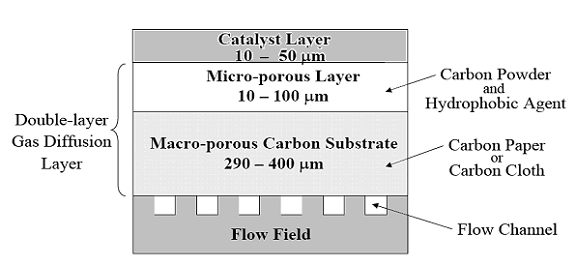 Catalyst Layer
10 – 50 μm
Micro-porous Layer
10 – 100 μm
Carbon Powder
and
Hydrophobic Agent
Double-layer
Gas Diffusion
Layer
Macro-porous Carbon Substrate
290 – 400 μm
Carbon Paper
or
Carbon Cloth
Flow Channel
Flow Field